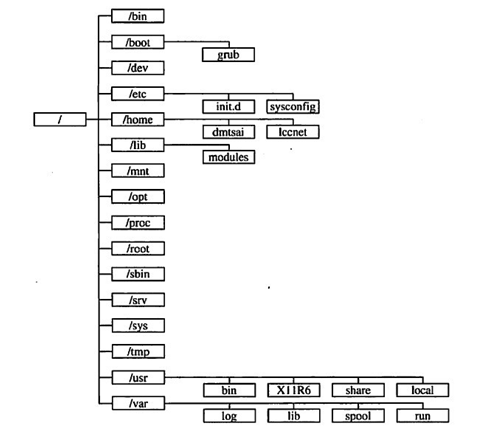 /bin
/boot
grub
/dev
/etc
init.d sysconfig
/ /home
dmtsai lccnet
/lib
modules
/mnt
/opt
/proc
/root
/sbin
/srv
/sys
/tmp
/usr
bin X11R6 share local
/var
log lib spool run